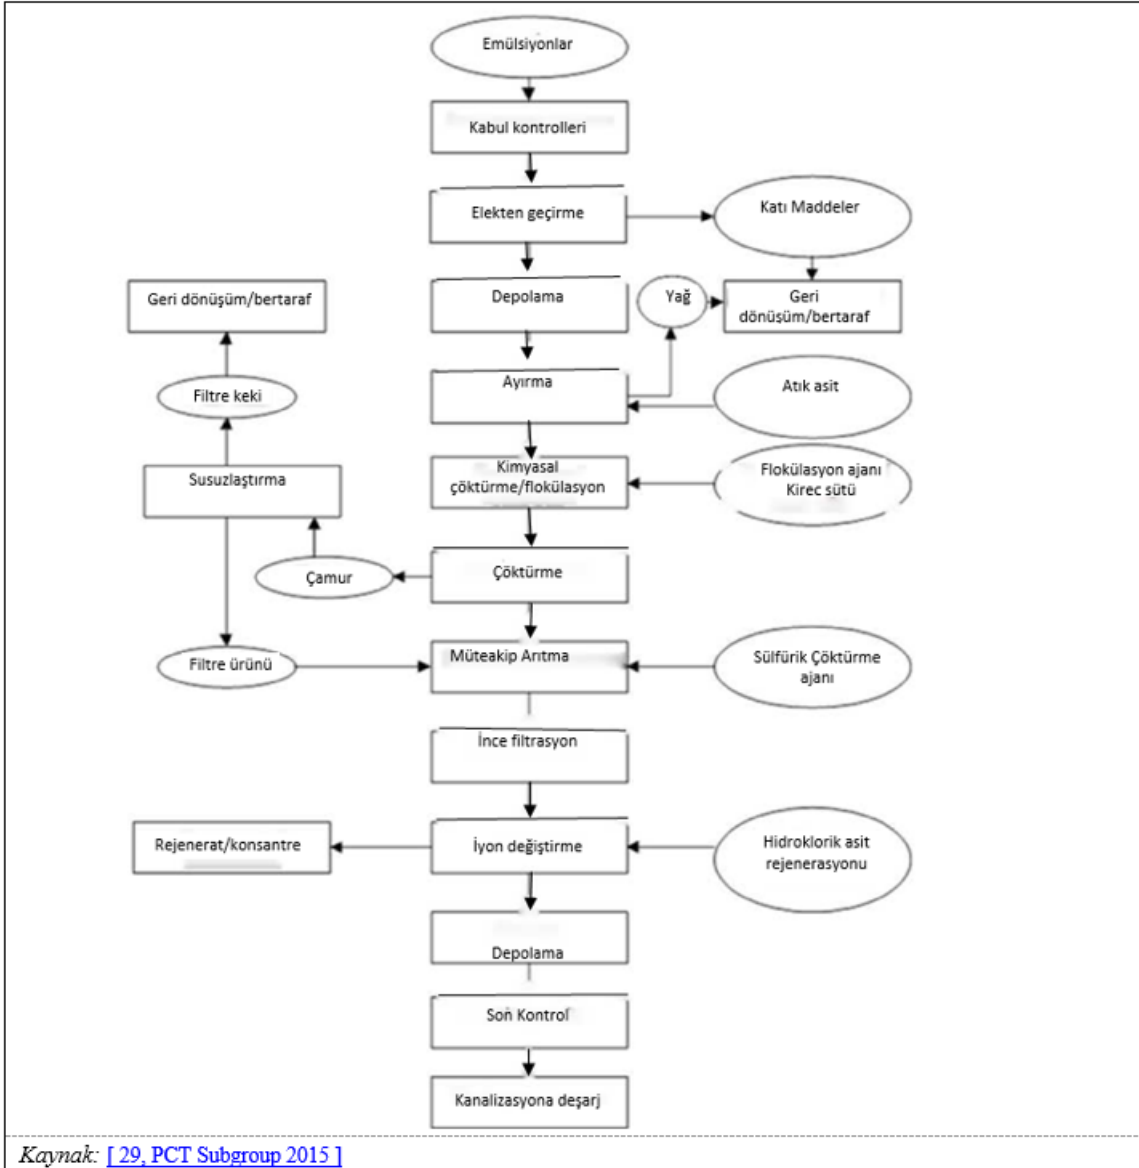 Emülsiyonlar
Kabul kontrolleri
Elekten geçirme
Katı Maddeler
Geri dönüşüm/bertaraf
Depolama
Yağ
Geri
dönüşüm/bertaraf
Ayırma
Atık asit
Filtre keki
Kimyasal
çöktürme/flokülasyon
Flokülasyon ajanı
Kirec sütü
Susuzlaştırma
Çöktürme
Çamur
Müteakip Arıtma
Filtre ürünü
Sülfürik Çöktürme
ajanı
İnce filtrasyon
Rejenerat/konsantre
İyon değiştirme
Hidroklorik asit
rejenerasyonu
Depolama
Son Kontrol
Kanalizasyona deşarj
Kaynak: [ 29, PCT Subgroup 2015 ]